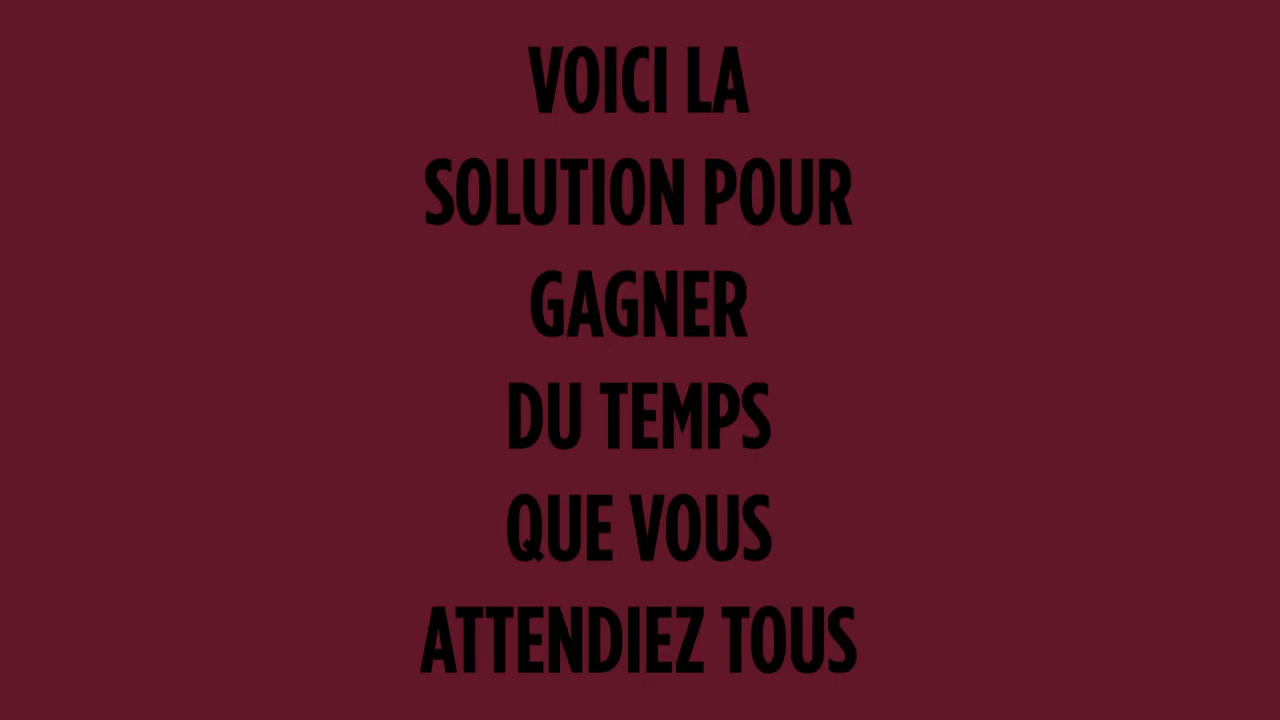 VOICI LA
SOLUTION POUR
GAGNER
DU TEMPS
QUE VOUS
ATTENDIEZ TOUS